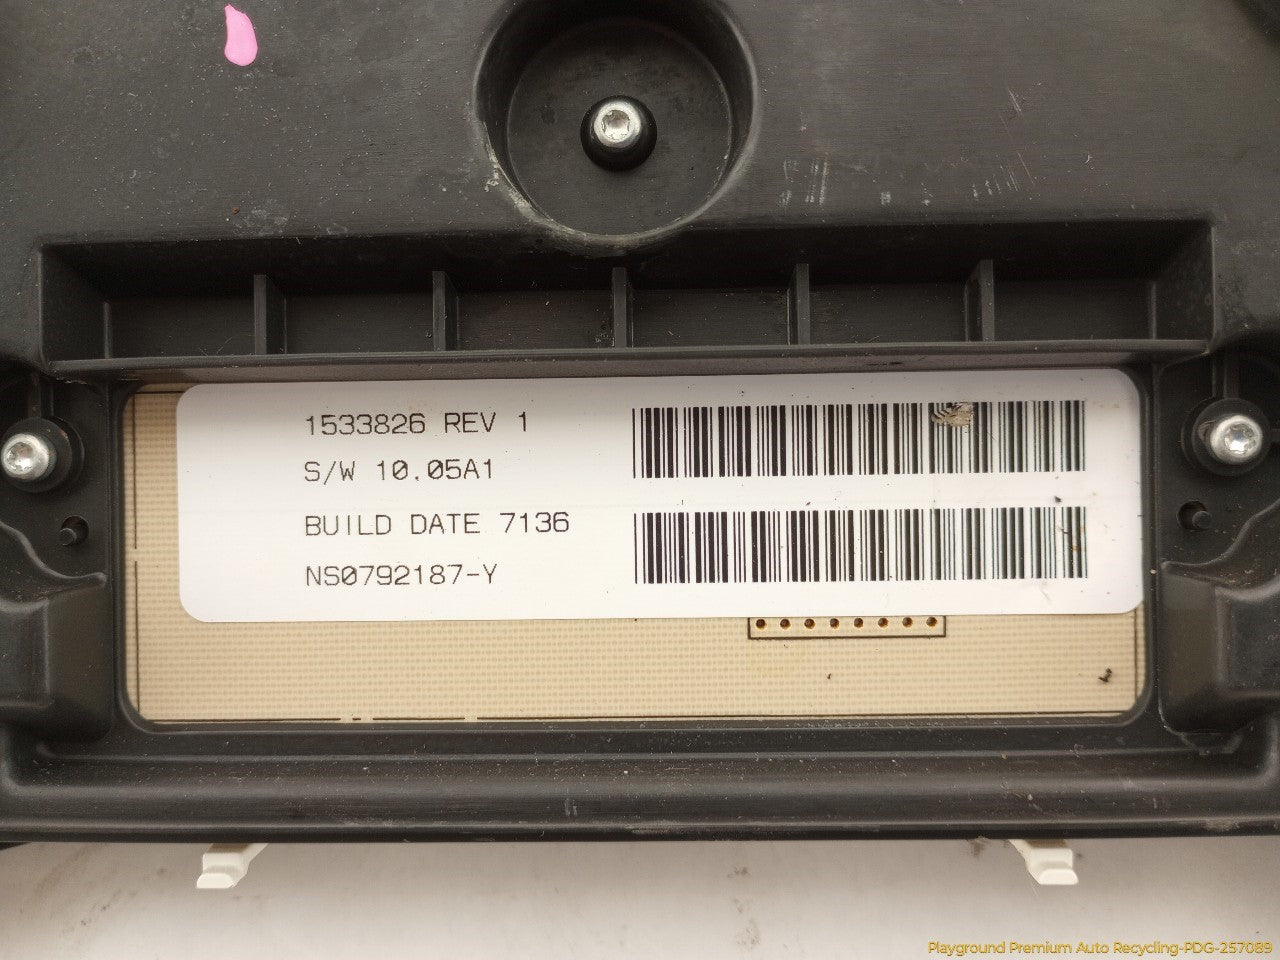 1533826 REV 1
S/W 10.05A1
BUILD DATE 7136
NS0792187-Y
Playground Premium Auto Recycling-PDG-257089